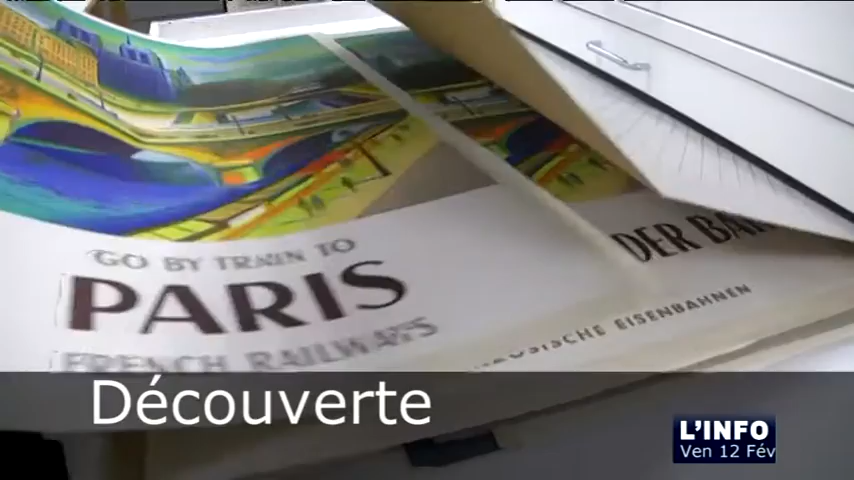 GO BY TRAIN TO
PARIS
FRENCH RAILWAYS
DER BA
EISENBAHNEN
Découverte
L'INFO
Ven 12 Fév